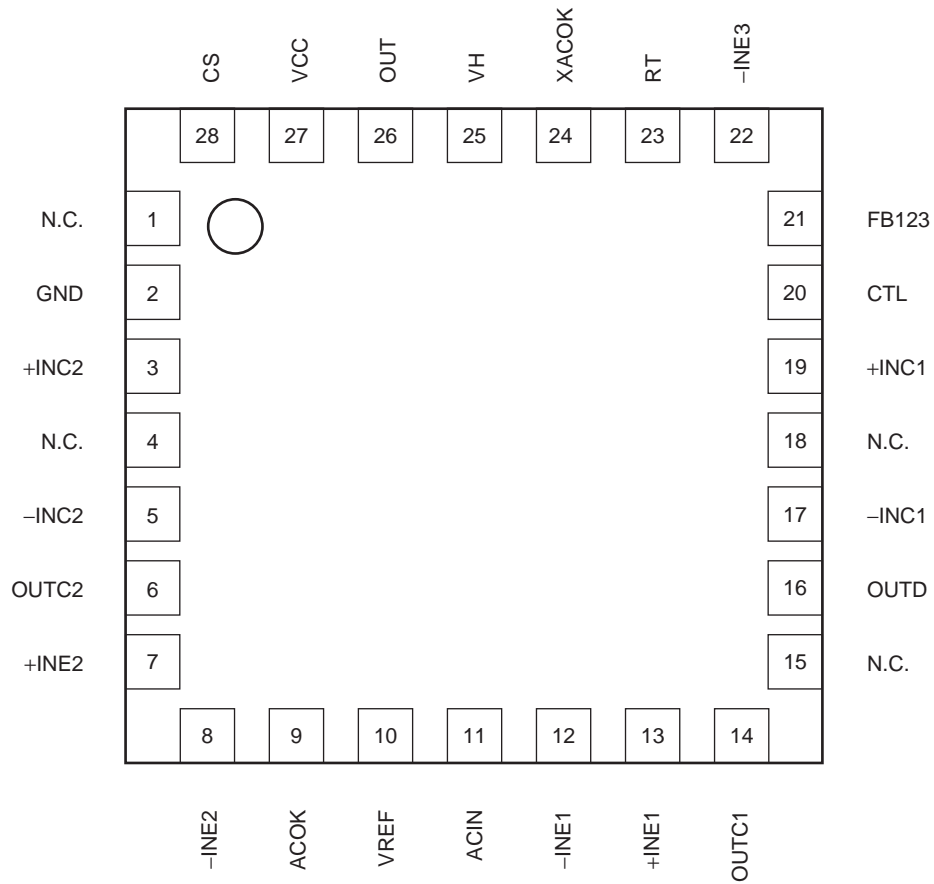 CS VCC OUT VH XACOK RT −INE3
28 27 26 25 24 23 22
N.C. 1 21 FB123
GND 2 20 CTL
+INC2 3 19 +INC1
N.C. 4 18 N.C.
−INC2 5 17 −INC1
OUTC2 6 16 OUTD
+INE2 7 15 N.C.
8 9 10 11 12 13 14
−INE2 ACOK VREF ACIN −INE1 +INE1 OUTC1